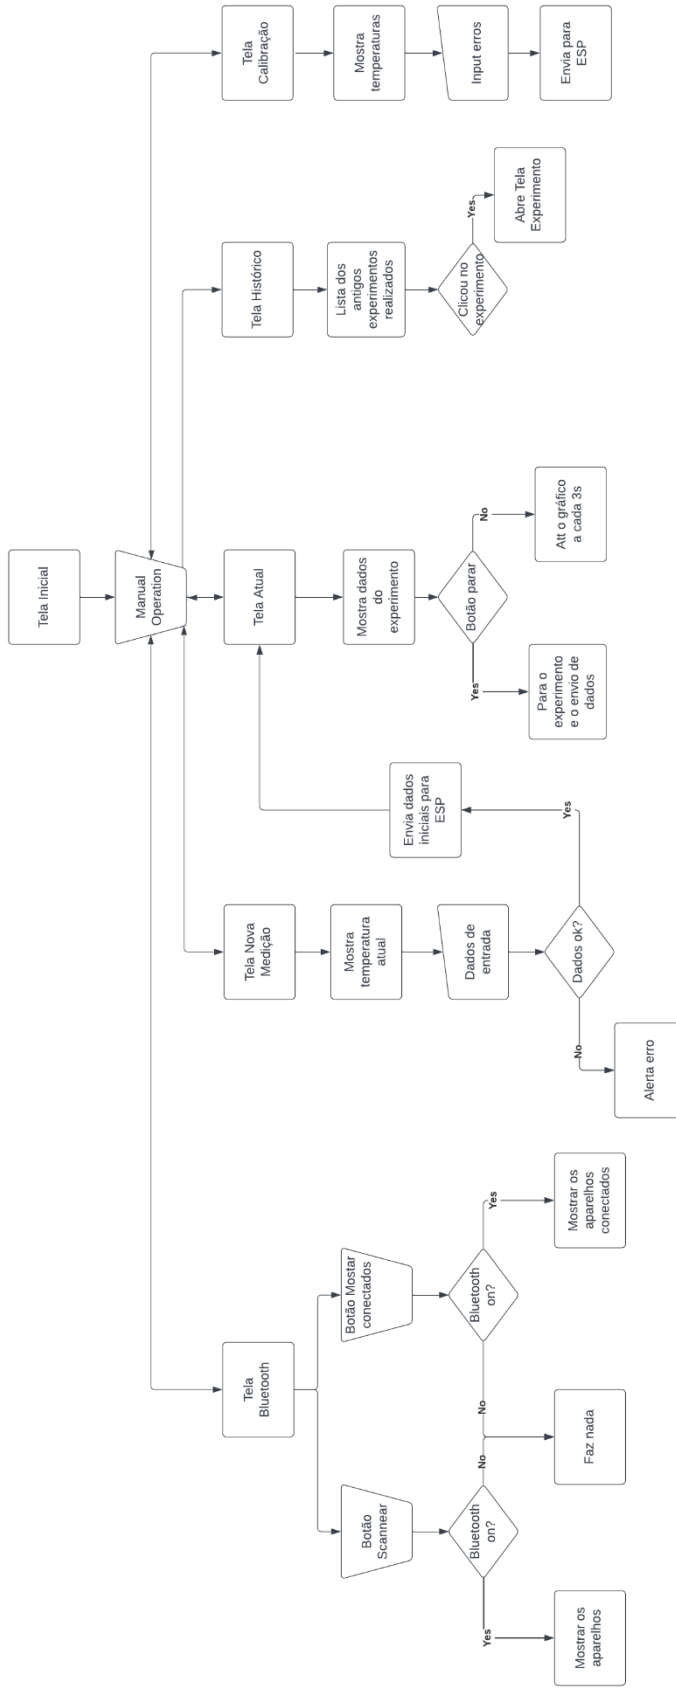 Tela Inicial
Manual
Operation
Tela
Bluetooth
Tela Nova
Medição
Tela Atual
Tela Histórico
Tela
Calibração
Botão
Scannear
Botão Mostar
conectados
Mostra
temperatura
atual
Mostra dados
do
experimento
Lista dos
antigos
experimentos
realizados
Mostra
temperaturas
Envia dados
iniciais para
ESP
Bluetooth
on?
Bluetooth
on?
Dados de
entrada
Botão parar
Clicou no
experimento
Input erros
Yes
No
No
Yes
Yes
No
Yes
Mostrar os
aparelhos
Faz nada
Mostrar os
aparelhos
conectados
Dados ok?
Para o
experimento
e o envio de
dados
Att o gráfico
a cada 3s
Abre Tela
Experimento
Envia para
ESP
No
Yes
Alerta erro